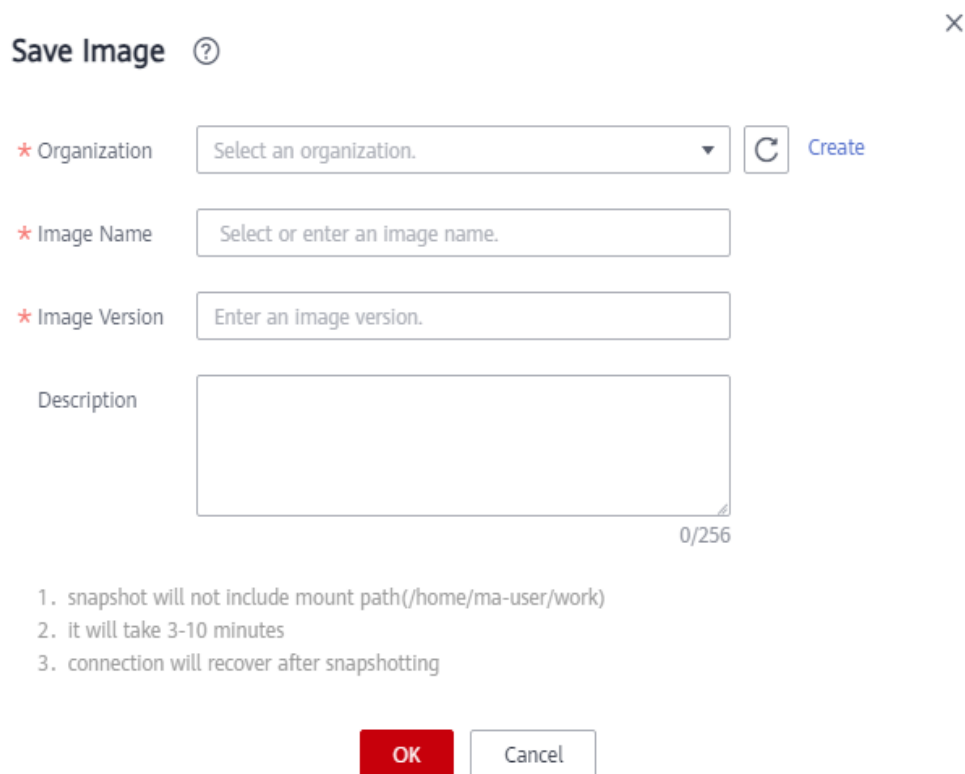 Save Image
* Organization Select an organization. Create
* Image Name Select or enter an image name.
* Image Version Enter an image version.
Description
0/256
1. snapshot will not include mount path(/home/ma-user/work)
2. it will take 3-10 minutes
3. connection will recover after snapshotting
OK Cancel